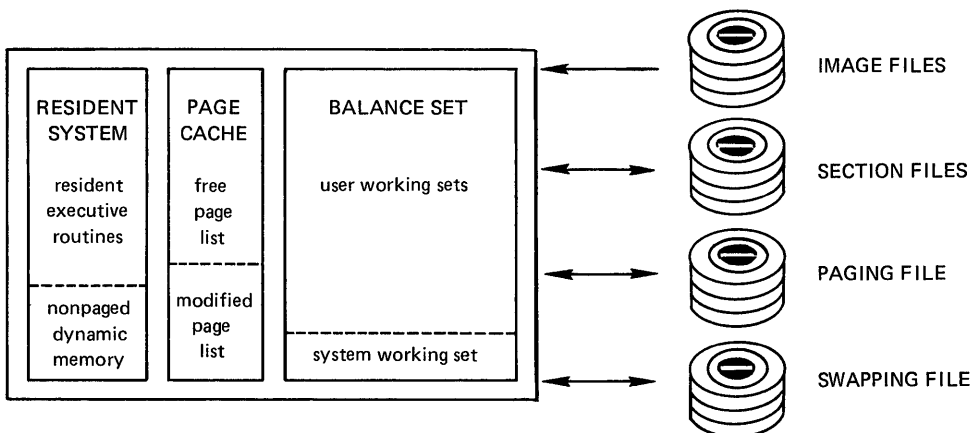 RESIDENT
SYSTEM
resident
executive
routines
nonpaged
dynamic
memory
PAGE
CACHE
free
page
list
modified
page
list
BALANCE SET
user working sets
system working set
IMAGE FILES
SECTION FILES
PAGING FILE
SWAPPING FILE